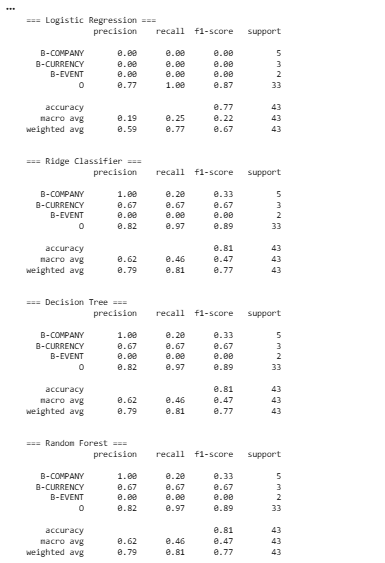 ...
=== Logistic Regression ===
precision recall f1-score support
B-COMPANY 0.00 0.00 0.00 5
B-CURRENCY 0.00 0.00 0.00 3
B-EVENT 0.00 0.00 0.00 2
O 0.77 1.00 0.87 33
accuracy 0.77 43
macro avg 0.19 0.25 0.22 43
weighted avg 0.59 0.77 0.67 43
=== Ridge Classifier ===
precision recall f1-score support
B-COMPANY 1.00 0.20 0.33 5
B-CURRENCY 0.67 0.67 0.67 3
B-EVENT 0.00 0.00 0.00 2
O 0.82 0.97 0.89 33
accuracy 0.81 43
macro avg 0.62 0.46 0.47 43
weighted avg 0.79 0.81 0.77 43
=== Decision Tree ===
precision recall f1-score support
B-COMPANY 1.00 0.20 0.33 5
B-CURRENCY 0.67 0.67 0.67 3
B-EVENT 0.00 0.00 0.00 2
O 0.82 0.97 0.89 33
accuracy 0.81 43
macro avg 0.62 0.46 0.47 43
weighted avg 0.79 0.81 0.77 43
=== Random Forest ===
precision recall f1-score support
B-COMPANY 1.00 0.20 0.33 5
B-CURRENCY 0.67 0.67 0.67 3
B-EVENT 0.00 0.00 0.00 2
O 0.82 0.97 0.89 33
accuracy 0.81 43
macro avg 0.62 0.46 0.47 43
weighted avg 0.79 0.81 0.77 43